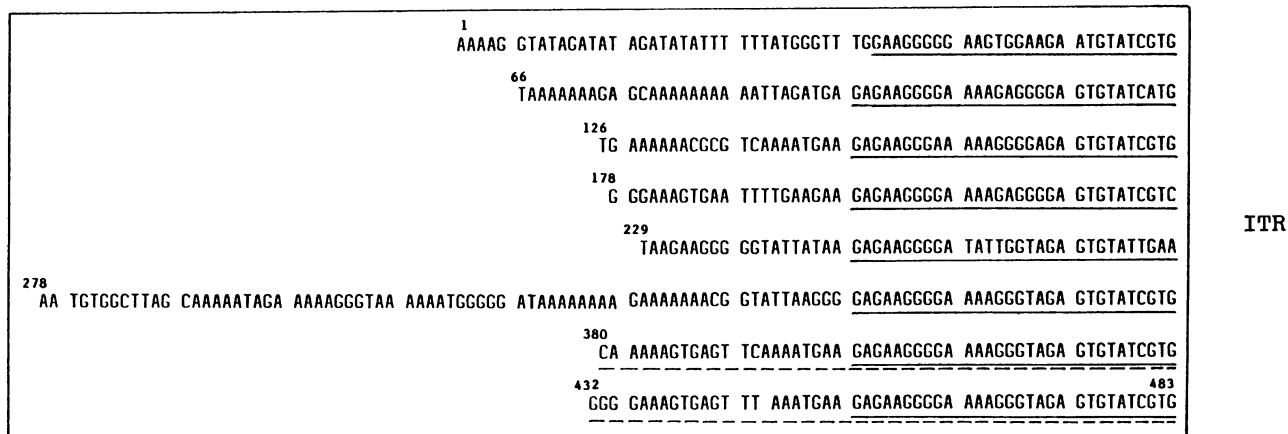 1
AAAAG GTATAGATAT AGATATATTT TTTATGGGTT TGGAAGGGGG AAGTGGAAGA ATGTATCGTG
66
TAAAAAAAGA GCAAAAAAAA AATTAGATGA GAGAAGGGGA AAAGAGGGGA GTGTATCATG
126
TG AAAAAACGCG TCAAAATGAA GAGAAGGGAA AAAGGGGAGA GTGTATCGTG
178
G GGAAAGTGAA TTTTGAAGAA GAGAAGGGGA AAAGAGGGGA GTGTATCGTC
229
TAAGAAGGG GGTATTATAA GAGAAGGGGA TATTGGTAGA GTGTATTGAA
278
AA TGTGGCTTAG CAAAAATAGA AAAAGGGTAA AAAATGGGGG ATAAAAAAAA GAAAAAAACG GTATTAAGGG GAGAAGGGGA AAAGGGTAGA GTGTATCGTG
380
CA AAAAGTGAGT TCAAAATGAA GAGAAGGGGA AAAGGGTAGA GTGTATCGTG
432 483
GGG GAAAGTGAGT TT AAATGAA GAGAAGGGGA AAAGGGTAGA GTGTATCGTG
ITR